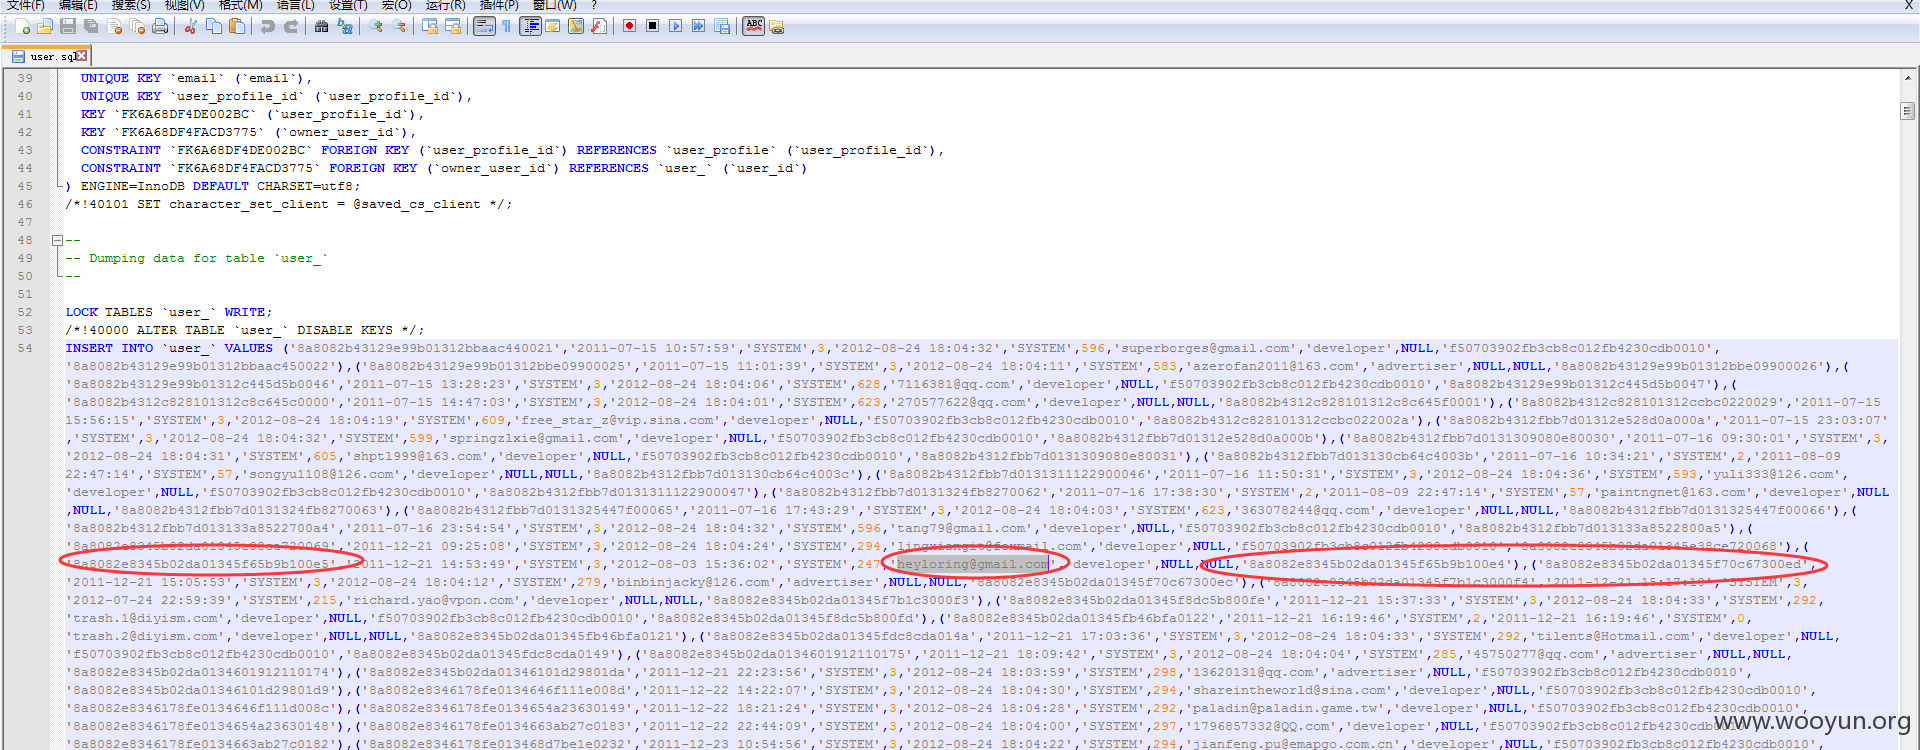 文件(F) 编辑(E) 搜索(S) 视图(V) 格式(M) 语言(L) 设置(T) 宏(O) 运行(R) 插件(P) 窗口(W) ? X
user.sql
39 UNIQUE KEY `email` (`email`),
40 UNIQUE KEY `user_profile_id` (`user_profile_id`),
41 KEY `FK6A68DF4DE002BC` (`user_profile_id`),
42 KEY `FK6A68DF4FACD3775` (`owner_user_id`),
43 CONSTRAINT `FK6A68DF4DE002BC` FOREIGN KEY (`user_profile_id`) REFERENCES `user_profile` (`user_profile_id`),
44 CONSTRAINT `FK6A68DF4FACD3775` FOREIGN KEY (`owner_user_id`) REFERENCES `user_` (`user_id`)
45 ) ENGINE=InnoDB DEFAULT CHARSET=utf8;
46 /*!40101 SET character_set_client = @saved_cs_client */;
47
48 --
49 -- Dumping data for table `user_`
50 --
51
52 LOCK TABLES `user_` WRITE;
53 /*!40000 ALTER TABLE `user_` DISABLE KEYS */;
54 INSERT INTO `user_` VALUES ('8a8082b43129e99b01312bbaac440021','2011-07-15 10:57:59','SYSTEM',3,'2012-08-24 18:04:32','SYSTEM',596,'superborges@gmail.com','developer',NULL,'f50703902fb3cb8c012fb4230cdb0010',
'8a8082b43129e99b01312bbaac450022'),('8a8082b43129e99b01312bbe09900025','2011-07-15 11:01:39','SYSTEM',3,'2012-08-24 18:04:11','SYSTEM',583,'azerofan2011@163.com','advertiser',NULL,NULL,'8a8082b43129e99b01312bbe09900026'),(
'8a8082b43129e99b01312c445d5b0046','2011-07-15 13:28:23','SYSTEM',3,'2012-08-24 18:04:06','SYSTEM',628,'7116381@qq.com','developer',NULL,'f50703902fb3cb8c012fb4230cdb0010','8a8082b43129e99b01312c445d5b0047'),(
'8a8082b4312c828101312c8c645c0000','2011-07-15 14:47:03','SYSTEM',3,'2012-08-24 18:04:01','SYSTEM',623,'270577622@qq.com','developer',NULL,NULL,'8a8082b4312c828101312c8c645f0001'),('8a8082b4312c828101312ccbc0220029','2011-07-15
15:56:15','SYSTEM',3,'2012-08-24 18:04:19','SYSTEM',609,'free_star_z@vip.sina.com','developer',NULL,'f50703902fb3cb8c012fb4230cdb0010','8a8082b4312c828101312ccbc022002a'),('8a8082b4312fbb7d01312e528d0a000a','2011-07-15 23:03:07'
,'SYSTEM',3,'2012-08-24 18:04:32','SYSTEM',599,'springzlxie@gmail.com','developer',NULL,'f50703902fb3cb8c012fb4230cdb0010','8a8082b4312fbb7d01312e528d0a000b'),('8a8082b4312fbb7d0131309080e80030','2011-07-16 09:30:01','SYSTEM',3,
'2012-08-24 18:04:31','SYSTEM',605,'shptl999@163.com','developer',NULL,'f50703902fb3cb8c012fb4230cdb0010','8a8082b4312fbb7d0131309080e80031'),('8a8082b4312fbb7d013130cb64c4003b','2011-07-16 10:34:21','SYSTEM',2,'2011-08-09
22:47:14','SYSTEM',57,'songyu1108@126.com','developer',NULL,NULL,'8a8082b4312fbb7d013130cb64c4003c'),('8a8082b4312fbb7d0131311122900046','2011-07-16 11:50:31','SYSTEM',3,'2012-08-24 18:04:36','SYSTEM',593,'yuli333@126.com',
'developer',NULL,'f50703902fb3cb8c012fb4230cdb0010','8a8082b4312fbb7d0131311122900047'),('8a8082b4312fbb7d0131324fb8270062','2011-07-16 17:38:30','SYSTEM',2,'2011-08-09 22:47:14','SYSTEM',57,'paintngnet@163.com','developer',NULL
,NULL,'8a8082b4312fbb7d0131324fb8270063'),('8a8082b4312fbb7d0131325447f00065','2011-07-16 17:43:29','SYSTEM',3,'2012-08-24 18:04:03','SYSTEM',623,'363078244@qq.com','developer',NULL,NULL,'8a8082b4312fbb7d0131325447f00066'),(
'8a8082b4312fbb7d013133a8522700a4','2011-07-16 23:54:54','SYSTEM',3,'2012-08-24 18:04:32','SYSTEM',596,'tang79@gmail.com','developer',NULL,'f50703902fb3cb8c012fb4230cdb0010','8a8082b4312fbb7d013133a8522800a5'),(
'2011-12-21 09:25:08','SYSTEM',3,'2012-08-24 18:04:24','SYSTEM',294,'developer',NULL,
'8a8082e8345b02da01345f65b9b100e5','2011-12-21 14:53:49','SYSTEM',3,'2012-08-03 15:36:02','SYSTEM',247,'heyloring@gmail.com','developer',NULL,NULL,'8a8082e8345b02da01345f65b9b100e4'),('8a8082e8345b02da01345f70c67300ed',
'2011-12-21 15:05:53','SYSTEM',3,'2012-08-24 18:04:12','SYSTEM',279,'binbinjacky@126.com','advertiser',NULL,NULL,'8a8082e8345b02da01345f70c67300ec'),('8a8082e8345b02da01345f7b1c3000f4','2011-12-21 15:17:19','SYSTEM',3,
'2012-07-24 22:59:39','SYSTEM',215,'richard.yao@vpon.com','developer',NULL,NULL,'8a8082e8345b02da01345f7b1c3000f3'),('8a8082e8345b02da01345f8dc5b800fe','2011-12-21 15:37:33','SYSTEM',3,'2012-08-24 18:04:33','SYSTEM',292,
'trash.1@diyism.com','developer',NULL,'f50703902fb3cb8c012fb4230cdb0010','8a8082e8345b02da01345f8dc5b800fd'),('8a8082e8345b02da01345fb46bfa0122','2011-12-21 16:19:46','SYSTEM',2,'2011-12-21 16:19:46','SYSTEM',0,
'trash.2@diyism.com','developer',NULL,NULL,'8a8082e8345b02da01345fb46bfa0121'),('8a8082e8345b02da01345fdc8cda014a','2011-12-21 17:03:36','SYSTEM',3,'2012-08-24 18:04:33','SYSTEM',292,'tilents@Hotmail.com','developer',NULL,
'f50703902fb3cb8c012fb4230cdb0010','8a8082e8345b02da01345fdc8cda0149'),('8a8082e8345b02da0134601912110175','2011-12-21 18:09:42','SYSTEM',3,'2012-08-24 18:04:04','SYSTEM',285,'45750277@qq.com','advertiser',NULL,NULL,
'8a8082e8345b02da0134601912110174'),('8a8082e8345b02da01346101d29801da','2011-12-21 22:23:56','SYSTEM',3,'2012-08-24 18:03:59','SYSTEM',298,'13620131@qq.com','advertiser',NULL,'f50703902fb3cb8c012fb4230cdb0010',
'8a8082e8345b02da01346101d29801d9'),('8a8082e8346178fe0134646f111e008d','2011-12-22 14:22:07','SYSTEM',3,'2012-08-24 18:04:30','SYSTEM',294,'shareintheworld@sina.com','developer',NULL,'f50703902fb3cb8c012fb4230cdb0010',
'8a8082e8346178fe0134646f111d008c'),('8a8082e8346178fe0134654a23630149','2011-12-22 18:21:24','SYSTEM',3,'2012-08-24 18:04:28','SYSTEM',292,'paladin@paladin.game.tw','developer',NULL,'f50703902fb3cb8c012fb4230cdb0010',
'8a8082e8346178fe0134654a23630148'),('8a8082e8346178fe01346663ab27c0183','2011-12-22 22:44:09','SYSTEM',3,'2012-08-24 18:04:00','SYSTEM',297,'1796857332@QQ.com','developer',NULL,
'8a8082e8346178fe0134663ab27c0182'),('8a8082e8346178fe013468d7be1e0232','2011-12-23 10:54:56','SYSTEM',3,'2012-08-24 18:04:22','SYSTEM',294,'jianfeng.pu@emapgo.com.cn','developer',NULL,'f50703902fb3cb8c012fb4230cdb0010',
www.wooyun.org